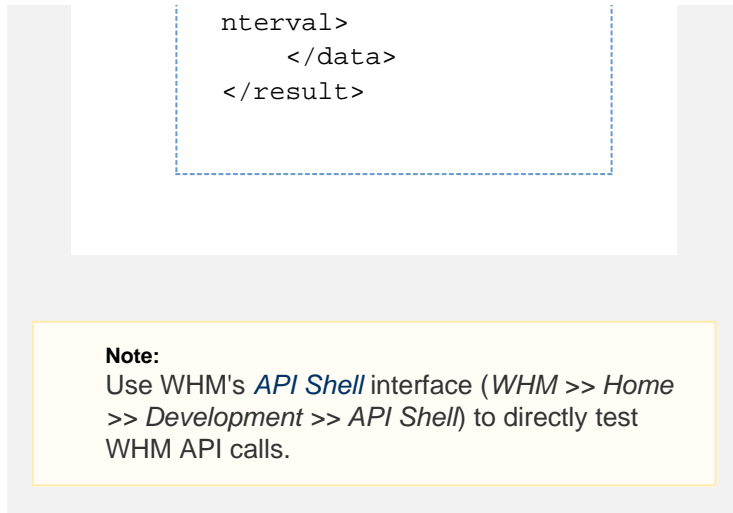 nterval>
    </data>
</result>
Note:
Use WHM's API Shell interface (WHM >> Home
>> Development >> API Shell) to directly test
WHM API calls.